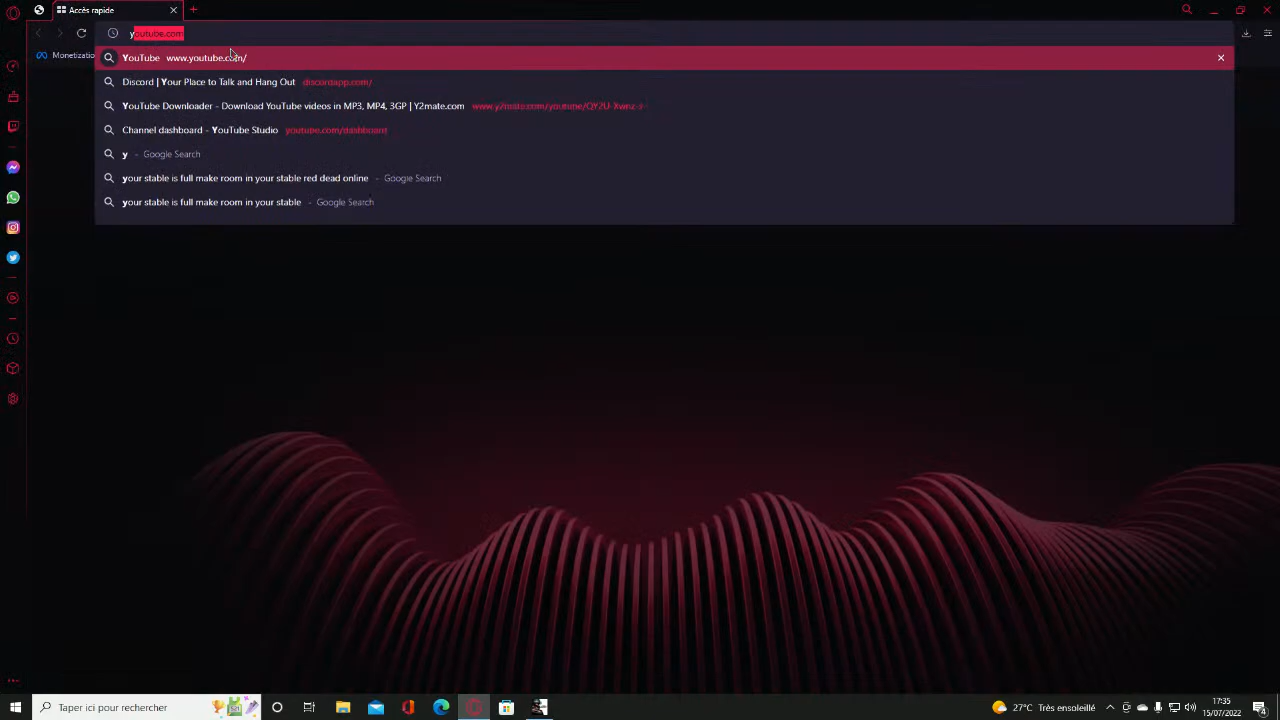 Accès rapide
youtube.com
Monetizatio
YouTube www.youtube.com/
Discord | Your Place to Talk and Hang Out discordapp.com/
YouTube Downloader - Download YouTube videos in MP3, MP4, 3GP | Y2mate.com
Channel dashboard - YouTube Studio youtube.com/dashboard
y - Google Search
your stable is full make room in your stable red dead online - Google Search
your stable is full make room in your stable - Google Search
Taper ici pour rechercher
27°C Très ensoleillé
17:35
15/07/2022